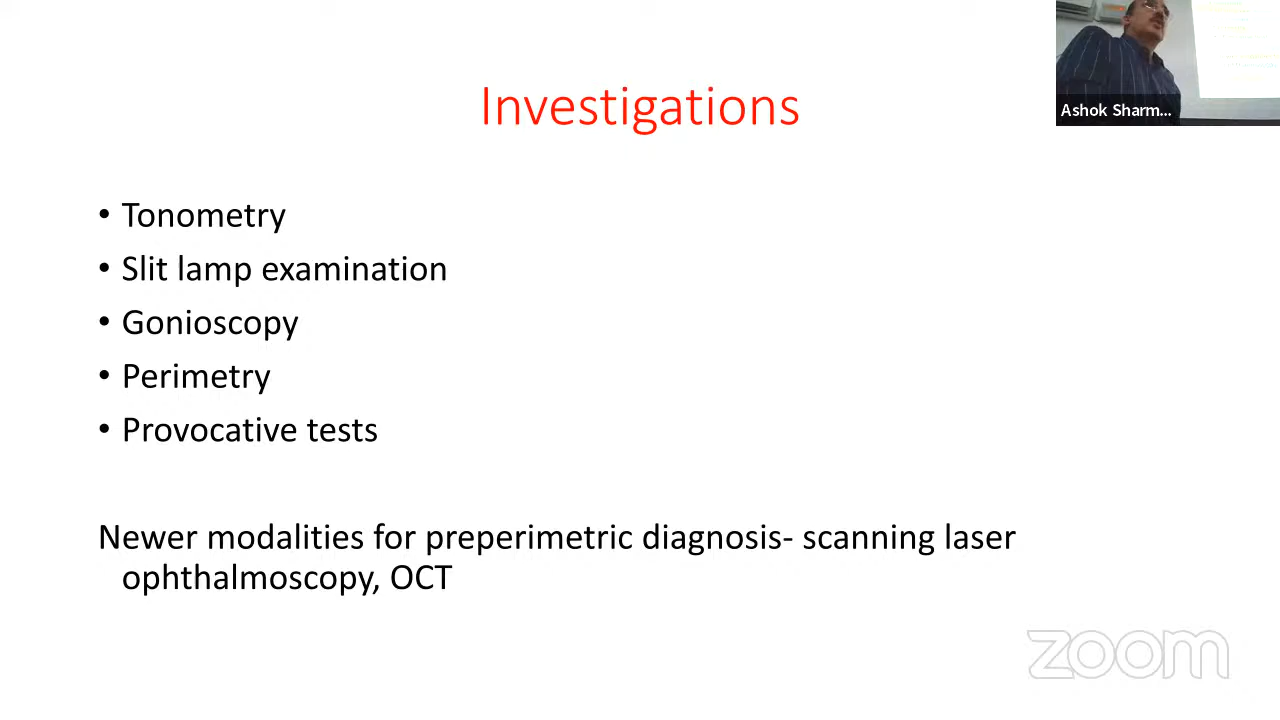 Investigations
Ashok Sharm...
• Tonometry
• Slit lamp examination
• Gonioscopy
• Perimetry
• Provocative tests
Newer modalities for preperimetric diagnosis- scanning laser
ophthalmoscopy, OCT
zoom